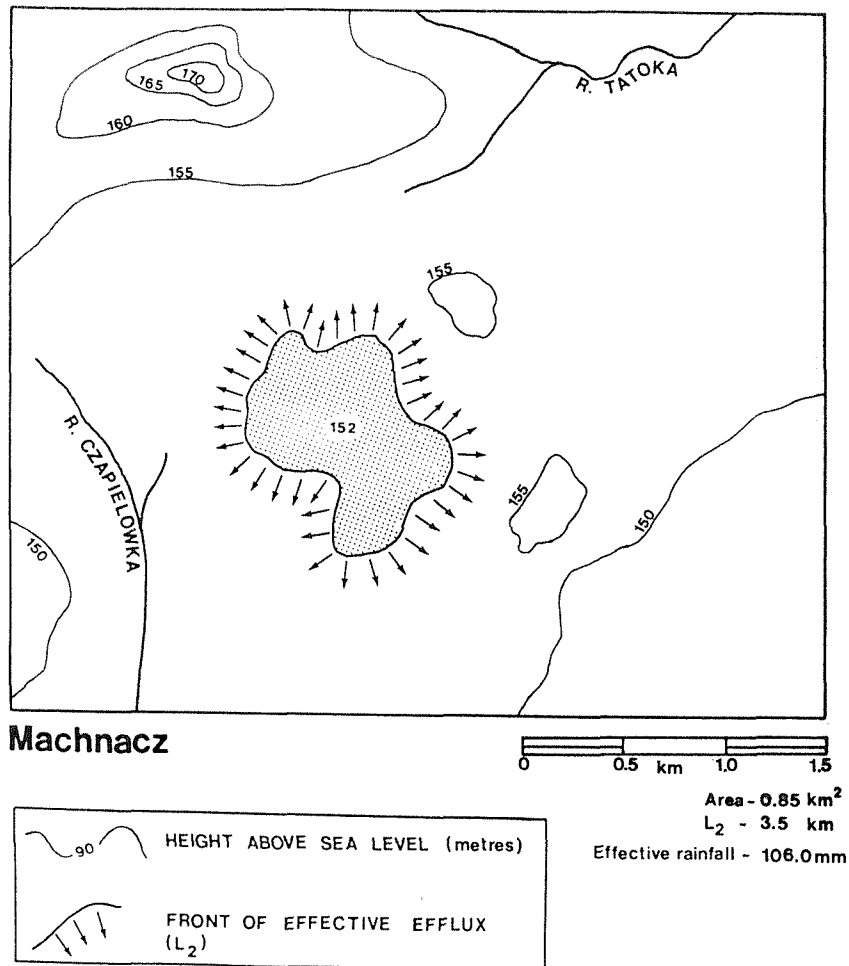 170
165
160
155
R. TATOKA
155
152
R. CZAPIELOWKA
155
150
150
Machnacz
0 0.5 km 1.0 1.5
Area - 0.85 km²
L₂ - 3.5 km
Effective rainfall - 106.0mm
90 HEIGHT ABOVE SEA LEVEL (metres)
FRONT OF EFFECTIVE EFFLUX
(L₂)